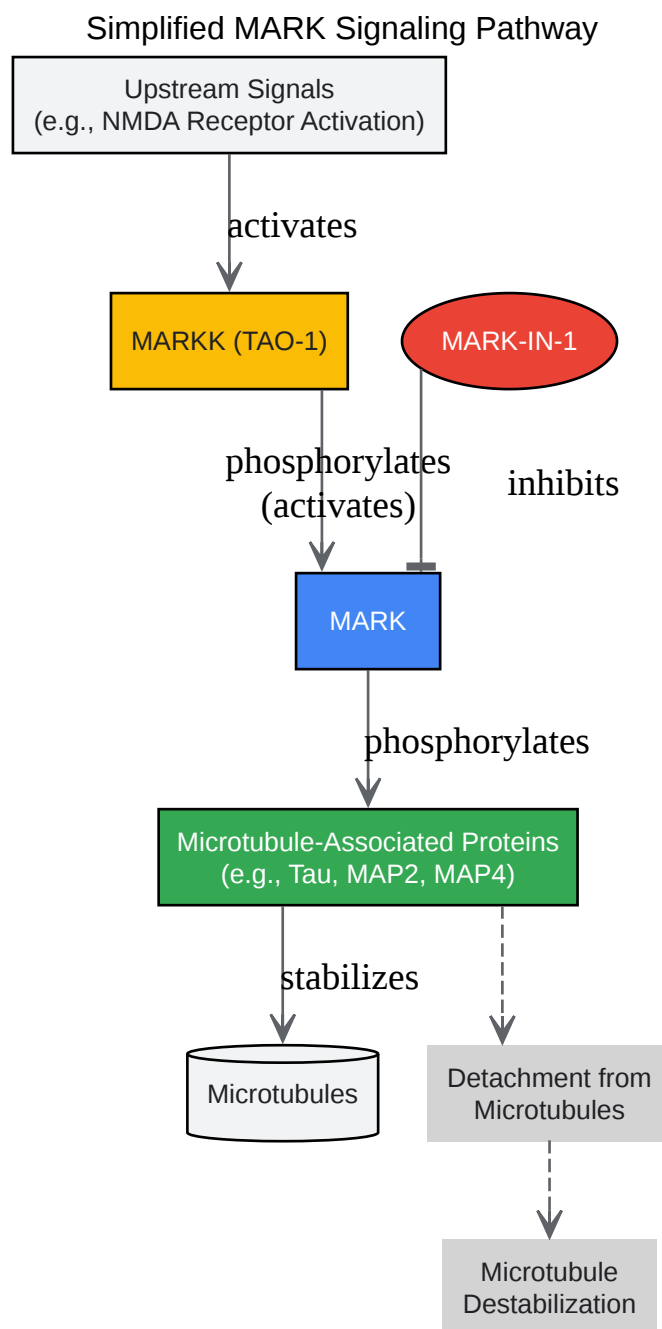 Simplified MARK Signaling Pathway
Upstream Signals
(e.g., NMDA Receptor Activation)
activates
MARKK (TAO-1)
MARK-IN-1
phosphorylates
(activates)
inhibits
MARK
phosphorylates
Microtubule-Associated Proteins
(e.g., Tau, MAP2, MAP4)
stabilizes
Microtubules
Detachment from
Microtubules
Microtubule
Destabilization